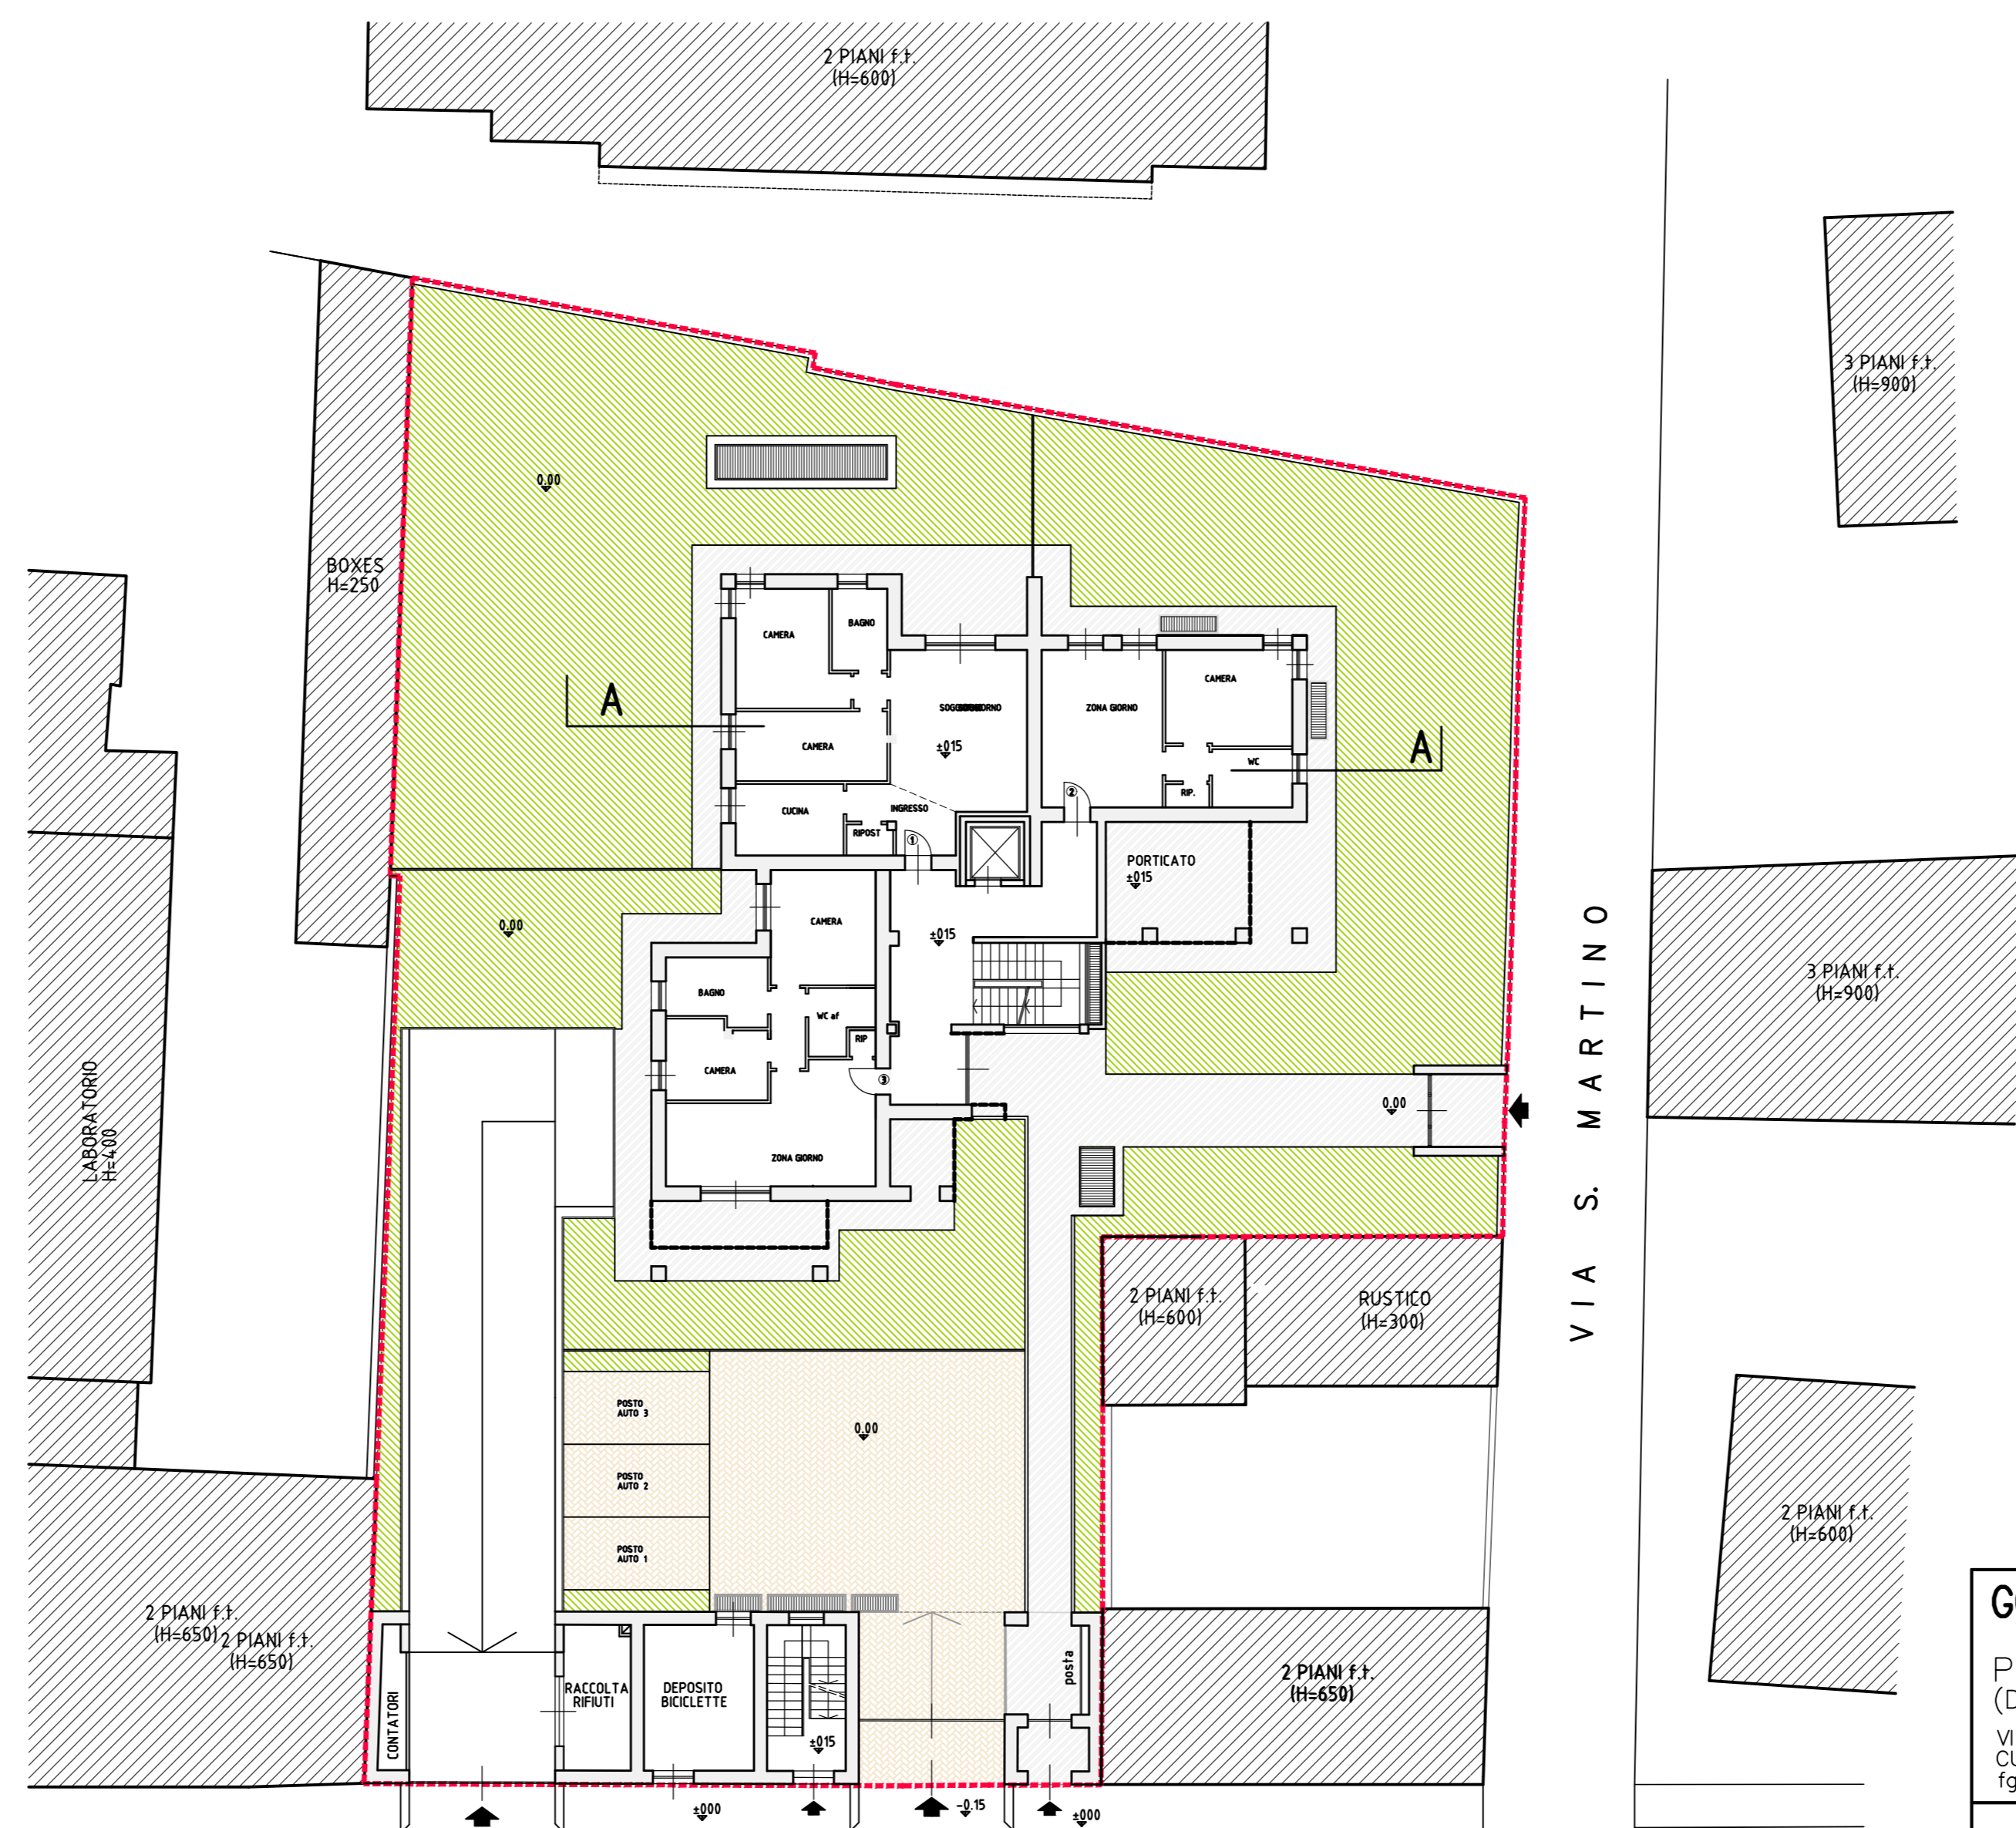 2 PIANI f.t.
(H=600)
3 PIANI f.t.
(H=900)
0.00
BOXES
H=250
CAMERA
BAGNO
A
SOGGIORNO
ZONA GIORNO
CAMERA
CAMERA
±015
A
WC
CUCINA
INGRESSO
RIPOST
1
2
RIP.
PORTICATO
±015
0.00
CAMERA
±015
3 PIANI f.t.
(H=900)
BAGNO
WC af
RIP
CAMERA
3
ZONA GIORNO
0.00
LABORATORIO
H=400
VIA S. MARTINO
2 PIANI f.t.
(H=600)
RUSTICO
(H=300)
POSTO
AUTO 3
0.00
POSTO
AUTO 2
POSTO
AUTO 1
2 PIANI f.t.
(H=600)
2 PIANI f.t.
(H=650)
2 PIANI f.t.
(H=650)
CONTATORI
RACCOLTA
RIFIUTI
DEPOSITO
BICICLETTE
±015
posta
2 PIANI f.t.
(H=650)
±000
-0.15
±000
P
(D
VI
CU
fg